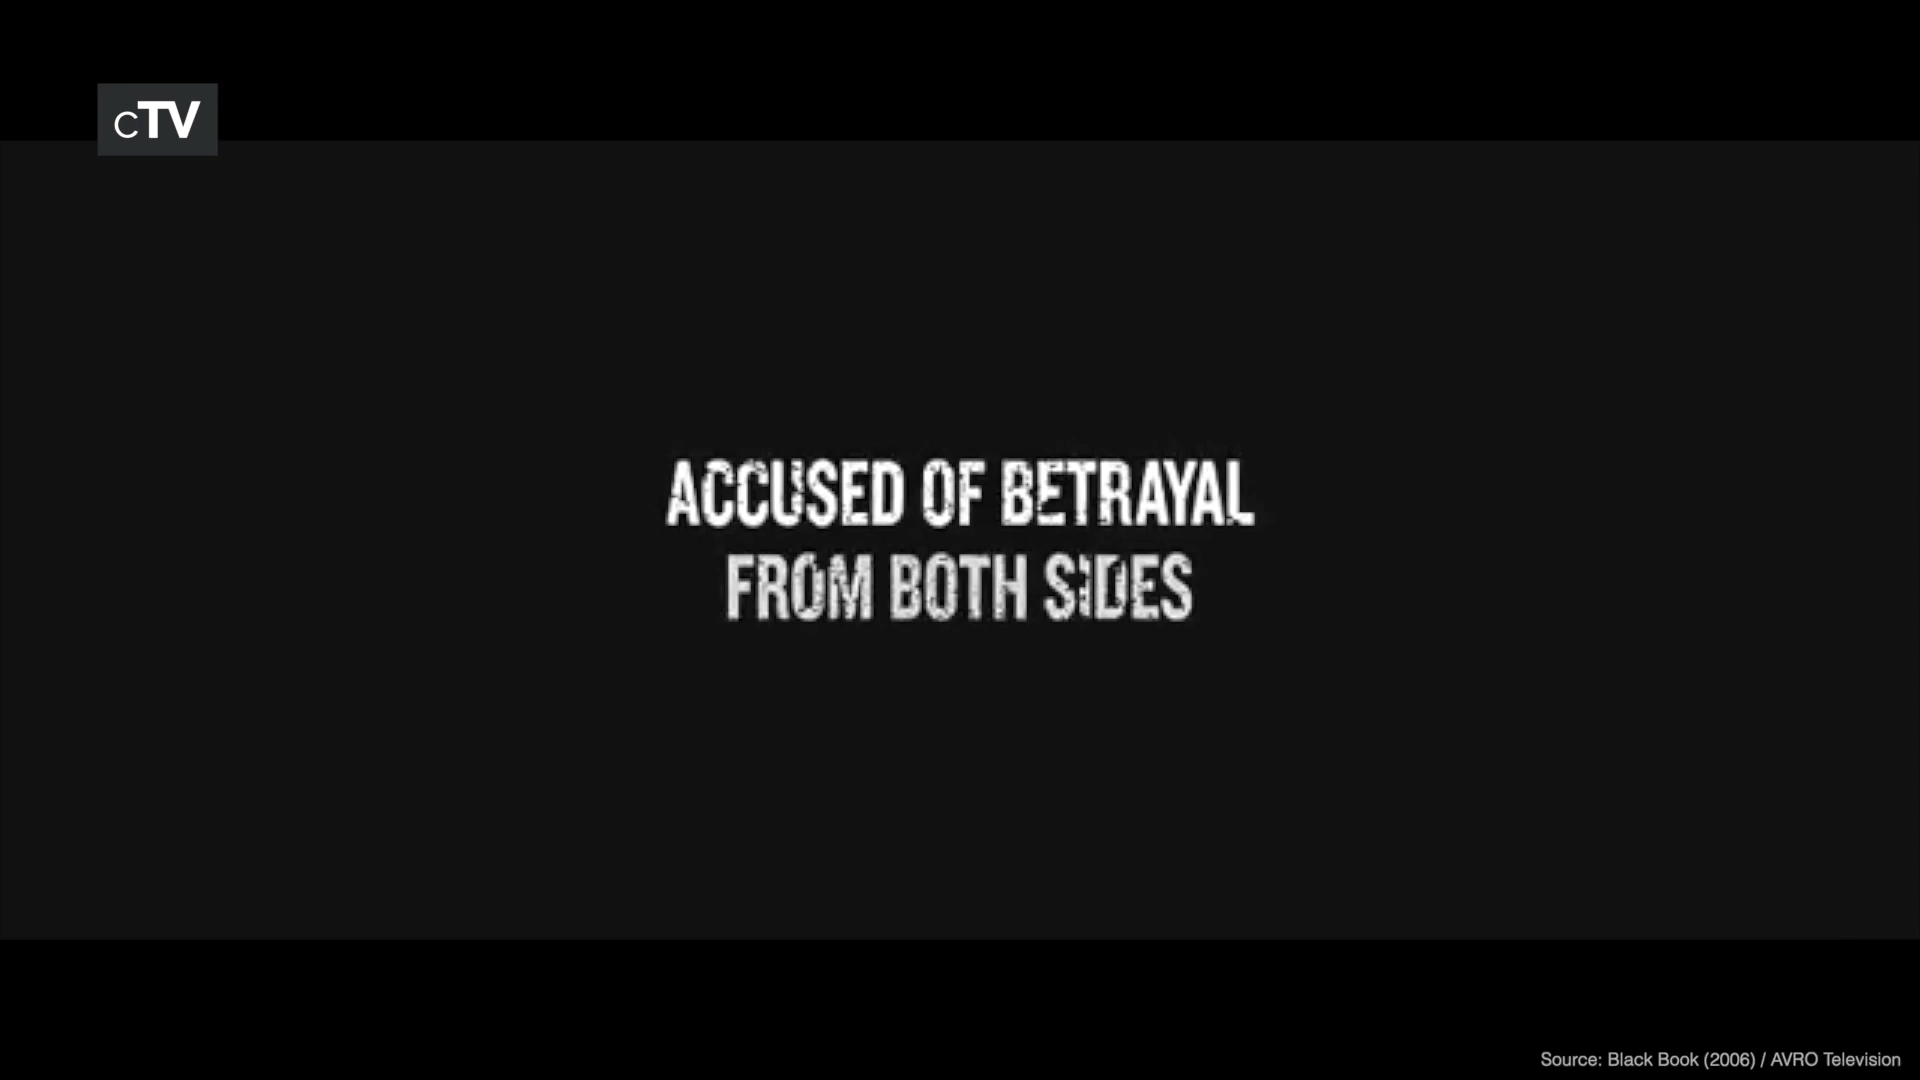 cTV
ACCUSED OF BETRAYAL
FROM BOTH SIDES
Source: Black Book (2006) / AVRO Television